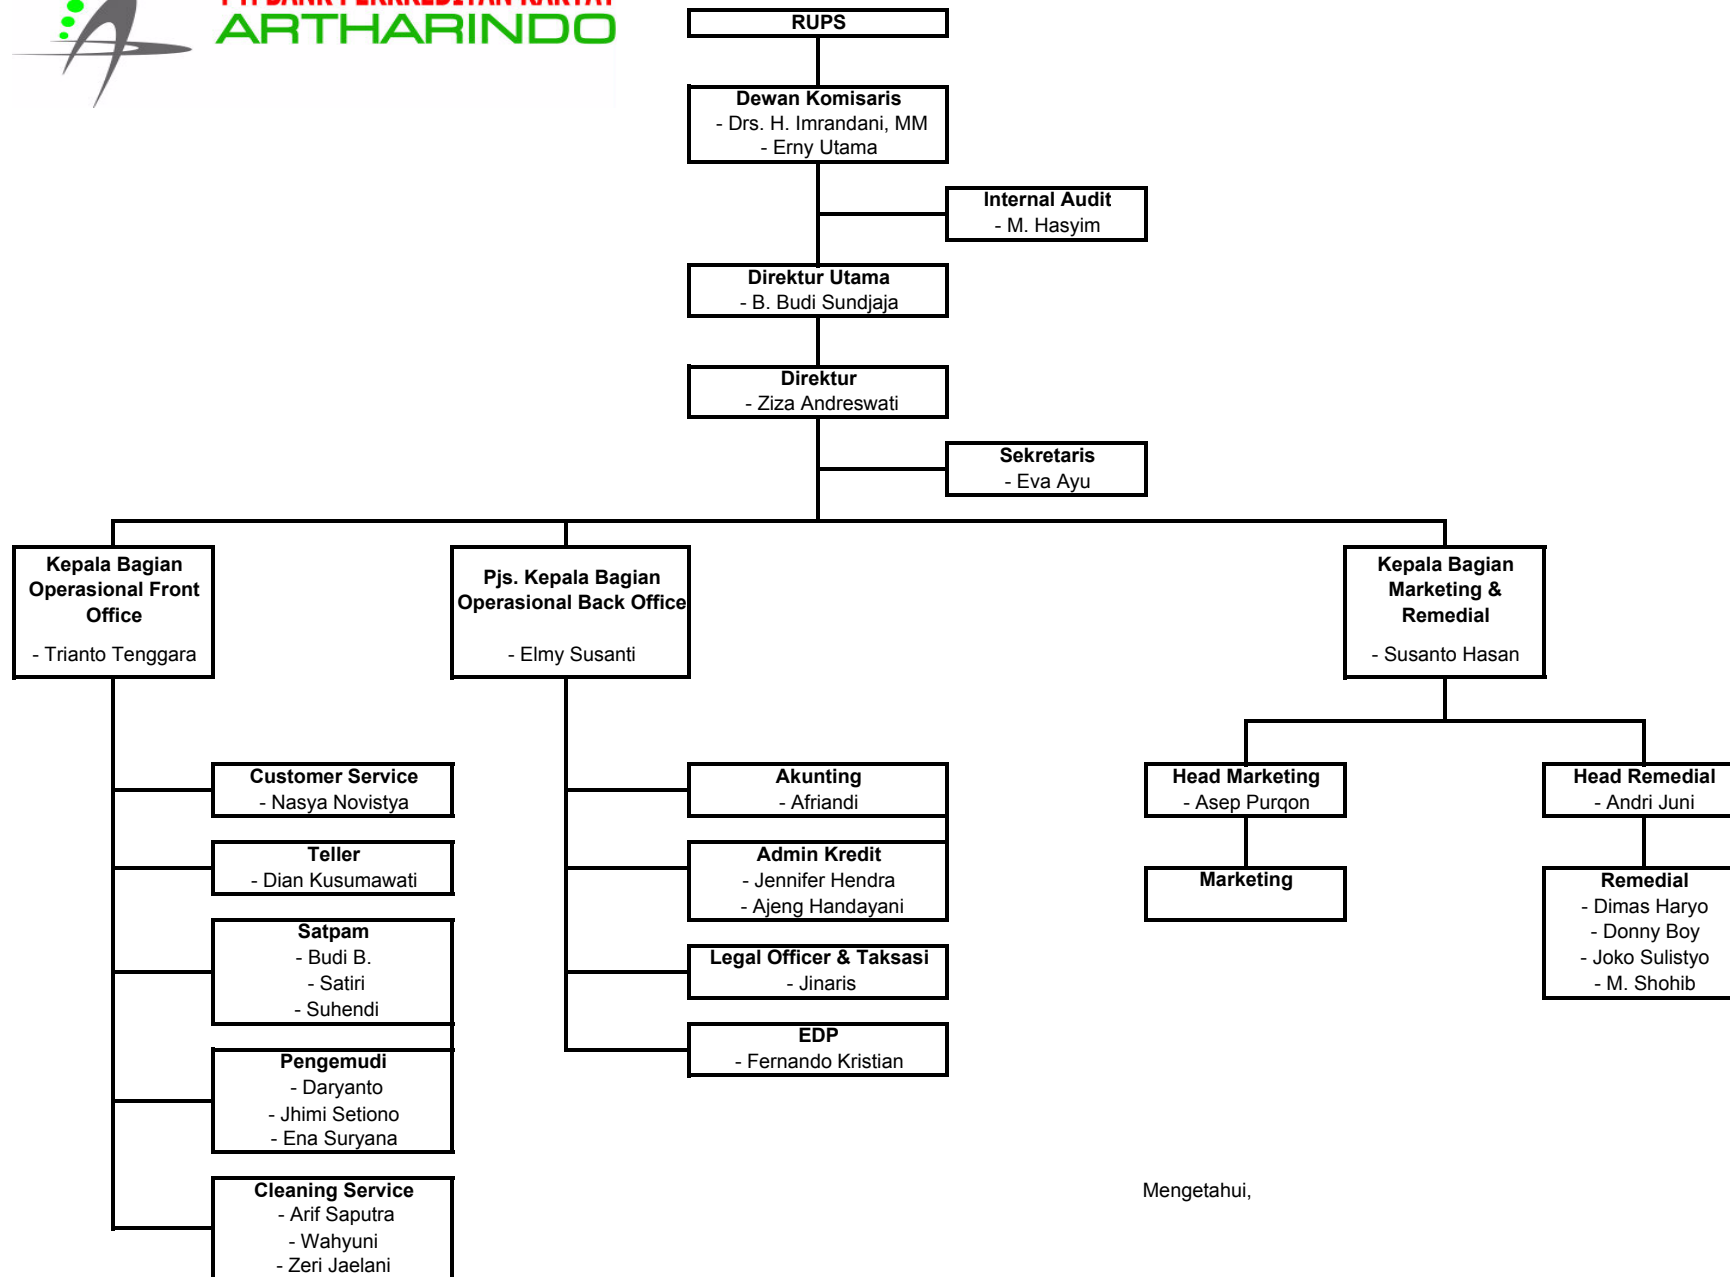 ARTHARINDO
RUPS
Dewan Komisaris
- Drs. H. Imrandani, MM
- Erny Utama
Internal Audit
- M. Hasyim
Direktur Utama
- B. Budi Sundjaja
Direktur
- Ziza Andreswati
Sekretaris
- Eva Ayu
Kepala Bagian
Operasional Front
Office
- Trianto Tenggara
Pjs. Kepala Bagian
Operasional Back Office
- Elmy Susanti
Kepala Bagian
Marketing &
Remedial
- Susanto Hasan
Customer Service
- Nasya Novistya
Teller
- Dian Kusumawati
Satpam
- Budi B.
- Satiri
- Suhendi
Pengemudi
- Daryanto
- Jhimi Setiono
- Ena Suryana
Cleaning Service
- Arif Saputra
- Wahyuni
- Zeri Jaelani
Akunting
- Afriandi
Admin Kredit
- Jennifer Hendra
- Ajeng Handayani
Legal Officer & Taksasi
- Jinaris
EDP
- Fernando Kristian
Head Marketing
- Asep Purqon
Marketing
Head Remedial
- Andri Juni
Remedial
- Dimas Haryo
- Donny Boy
- Joko Sulistyo
- M. Shohib
Mengetahui,